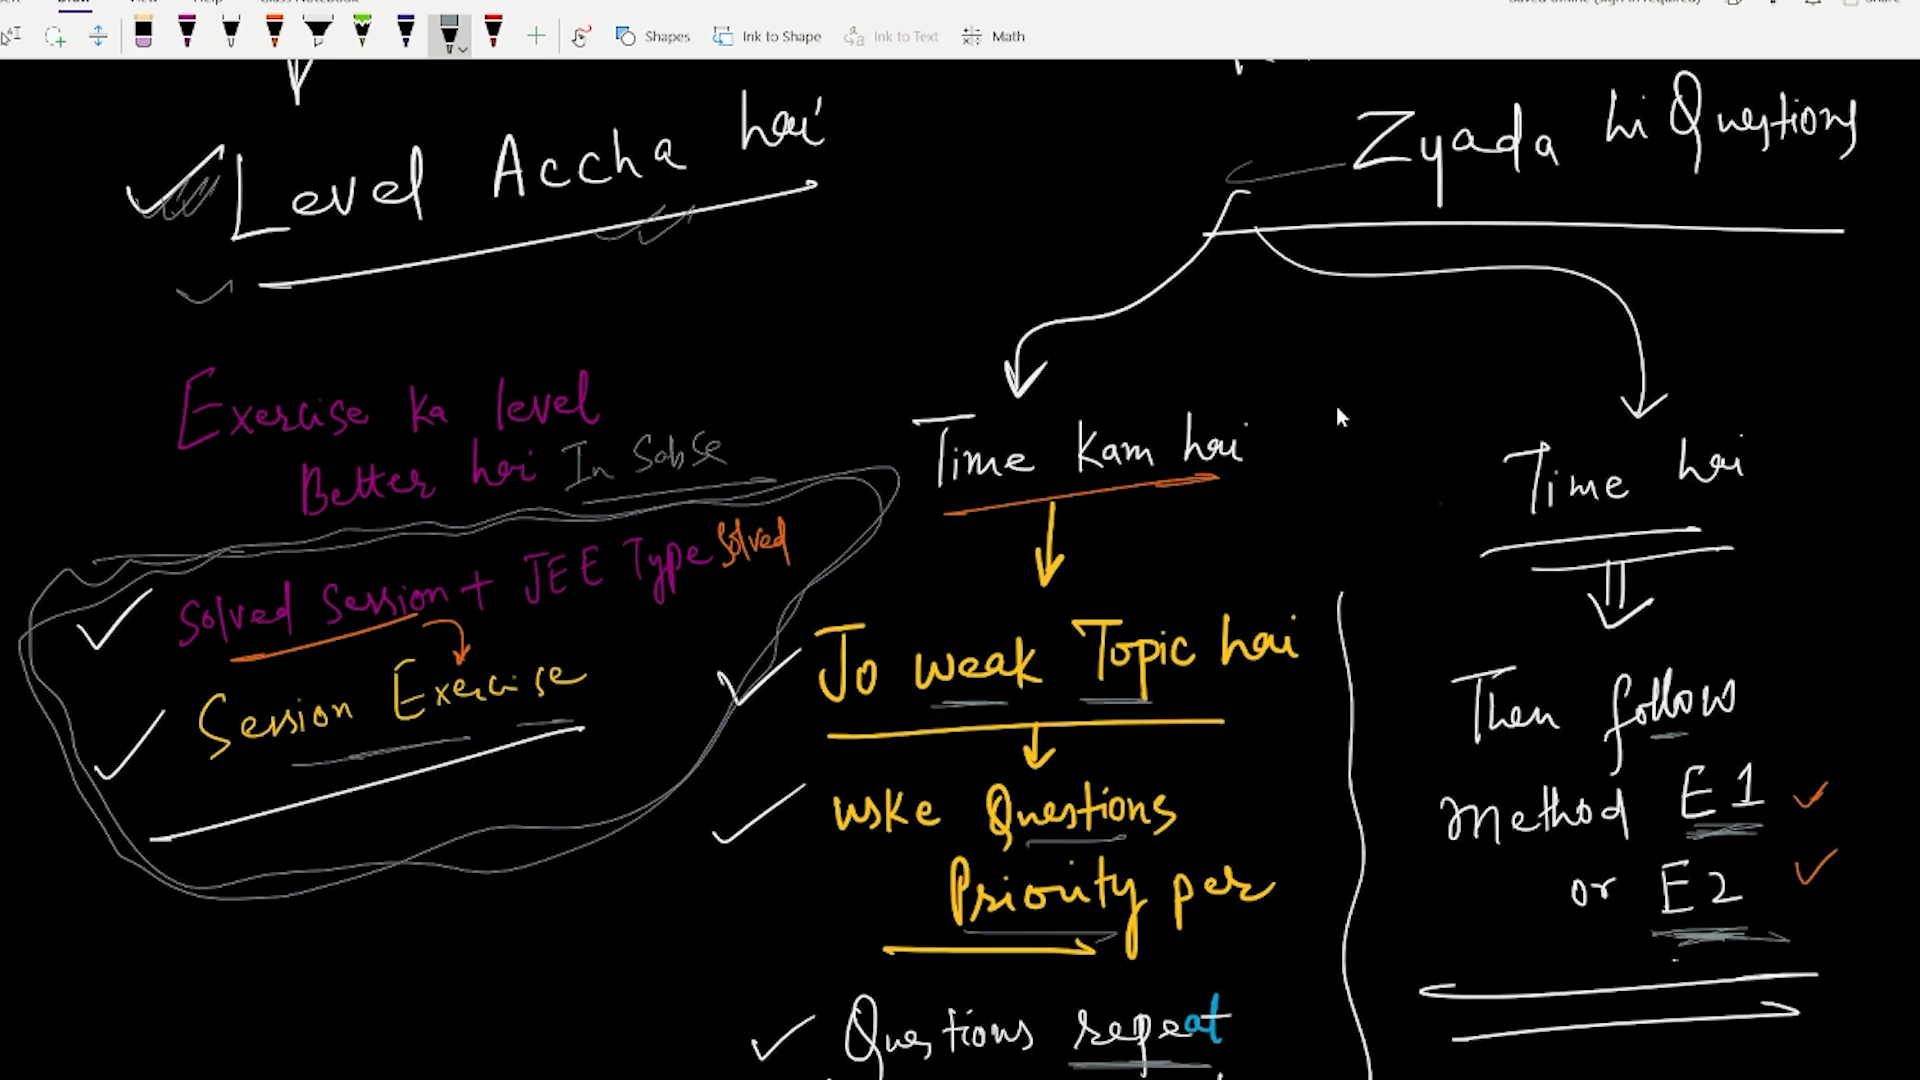 Shapes
Ink to Shape
Ink to Text
Math
Level Accha hai
Exercise Ka level
Better hai In Sabse
Solved Session + JEE Type Solved
Session Exercise
Zyada hi Questions
Time Kam hai
Jo weak Topic hai
uske Questions
Priority per
Questions repeat
Time hai
Then follow
Method E1
or E2